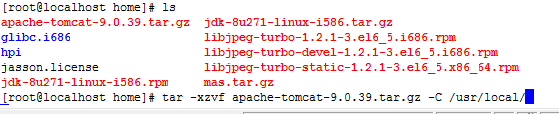 [root@localhost home]# ls
apache-tomcat-9.0.39.tar.gz jdk-8u271-linux-i586.tar.gz
glibc.i686 libjpeg-turbo-1.2.1-3.el6_5.i686.rpm
hpi libjpeg-turbo-devel-1.2.1-3.el6_5.i686.rpm
jasson.license libjpeg-turbo-static-1.2.1-3.el6_5.x86_64.rpm
jdk-8u271-linux-i586.rpm mas.tar.gz
[root@localhost home]# tar -xzvf apache-tomcat-9.0.39.tar.gz -C /usr/local/